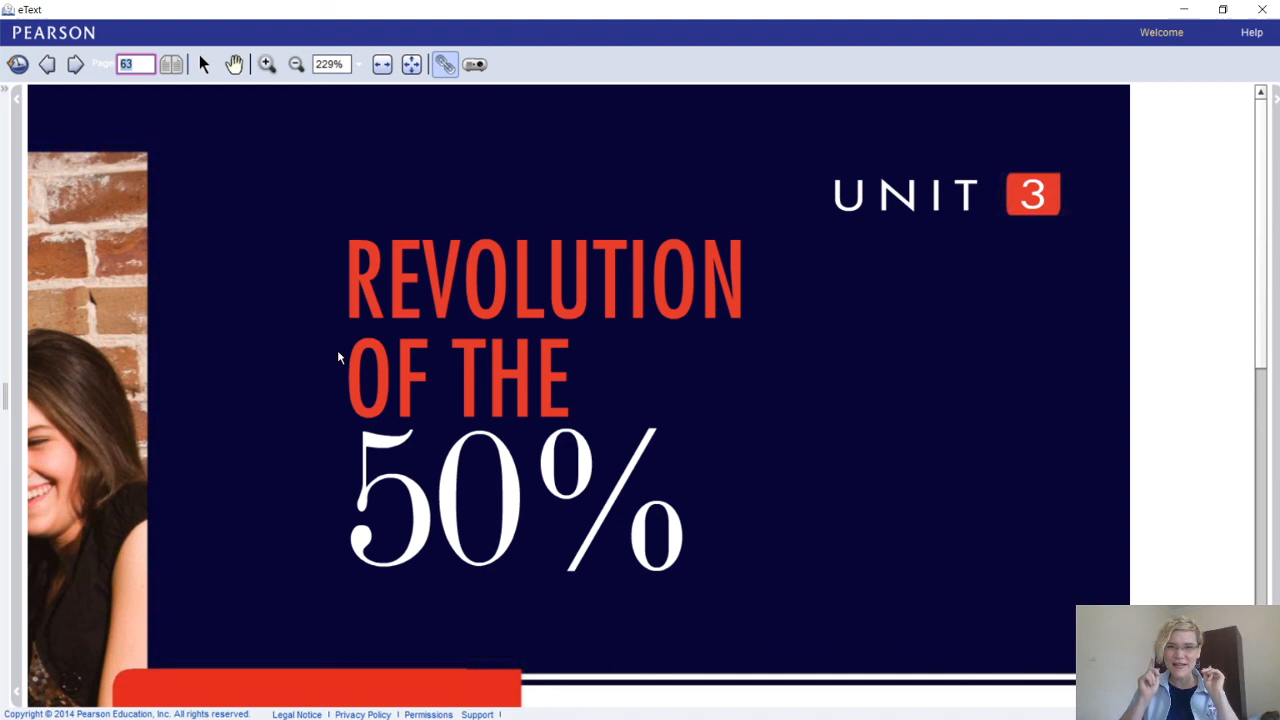 eText
PEARSON
Welcome
Help
Page
63
229%
UNIT 3
REVOLUTION
OF THE
50%
Copyright © 2014 Pearson Education, Inc. All rights reserved. Legal Notice | Privacy Policy | Permissions Support |